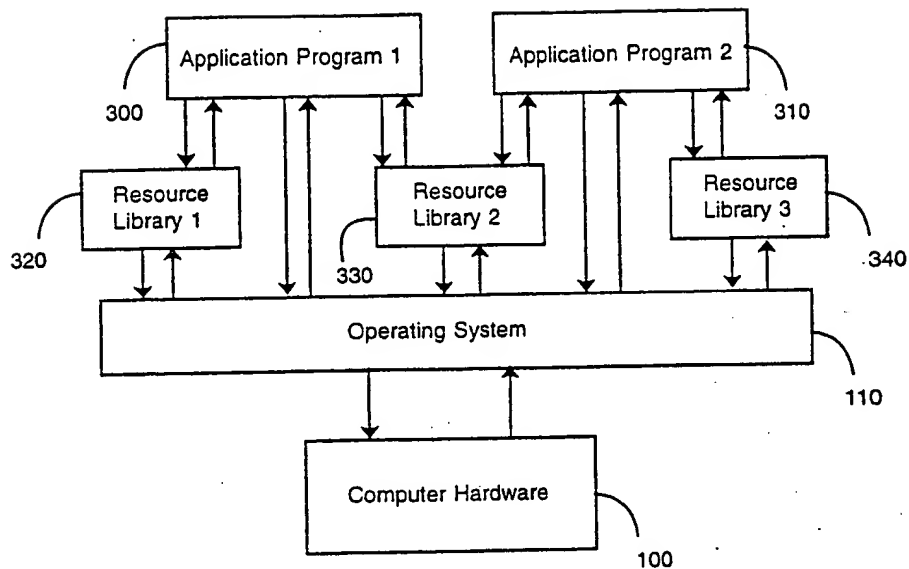 Application Program 1
Application Program 2
300
310
Resource
Library 1
Resource
Library 2
Resource
Library 3
320
330
340
Operating System
110
Computer Hardware
100